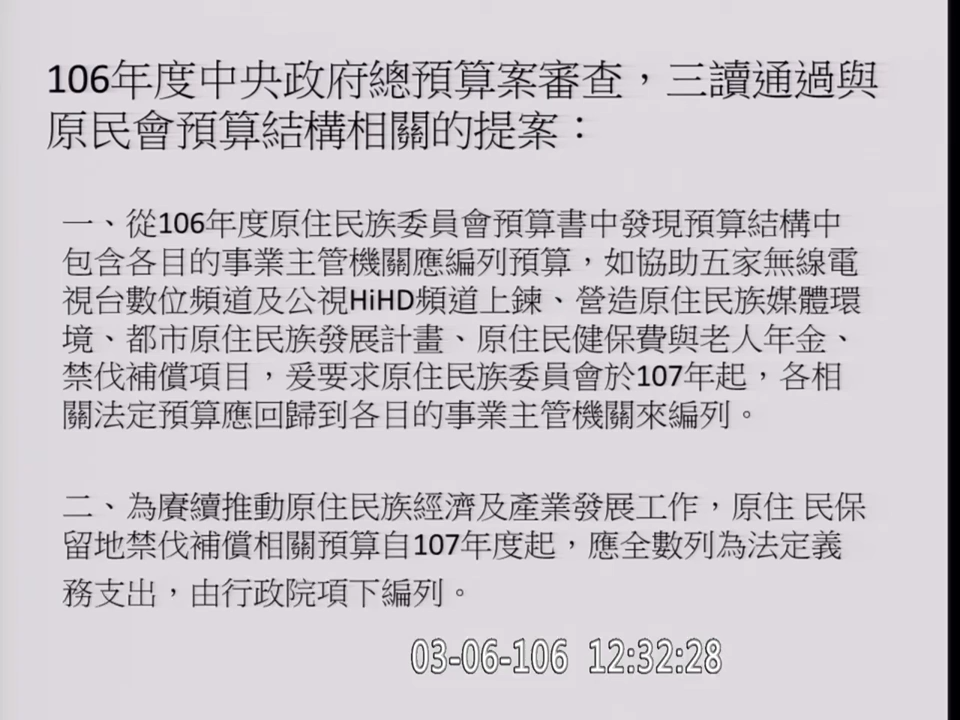 106年度中央政府總預算案審查，三讀通過與
原民會預算結構相關的提案：
一、從106年度原住民族委員會預算書中發現預算結構中
包含各目的事業主管機關應編列預算，如協助五家無線電
視台數位頻道及公視HiHD頻道上鍊、營造原住民族媒體環
境、都市原住民族發展計畫、原住民健保費與老人年金、
禁伐補償項目，爰要求原住民族委員會於107年起，各相
關法定預算應回歸到各目的事業主管機關來編列。
二、為賡續推動原住民族經濟及產業發展工作，原住 民保
留地禁伐補償相關預算自107年度起，應全數列為法定義
務支出，由行政院項下編列。
03-06-106 12:32:28